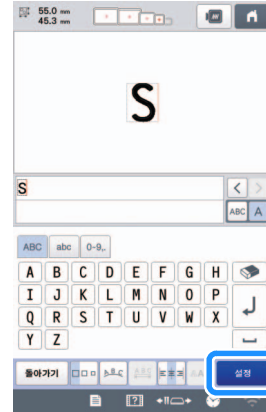 55.0 mm
45.3 mm
S
S
ABC A
ABC abc 0-9,.
A B C D E F G H
I J K L M N O P
Q R S T U V W X
Y Z
돌아가기 설정